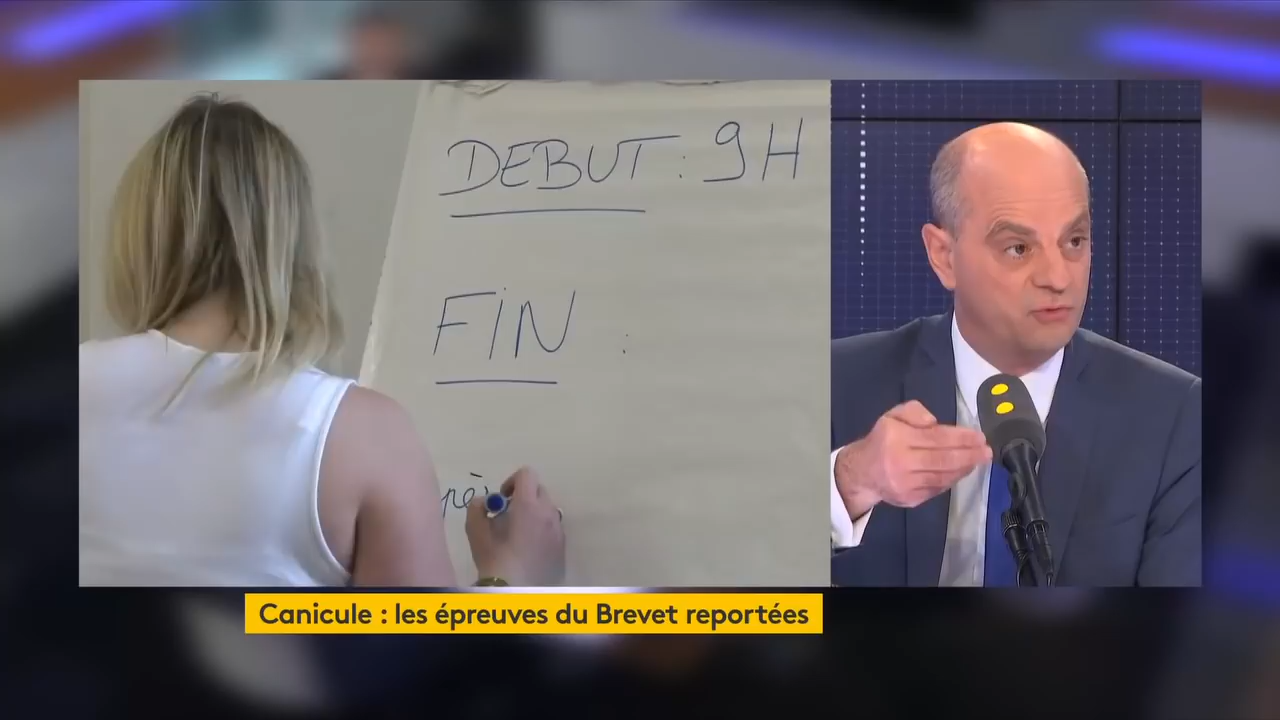 DEBUT : 9H
FIN :
Canicule : les épreuves du Brevet reportées